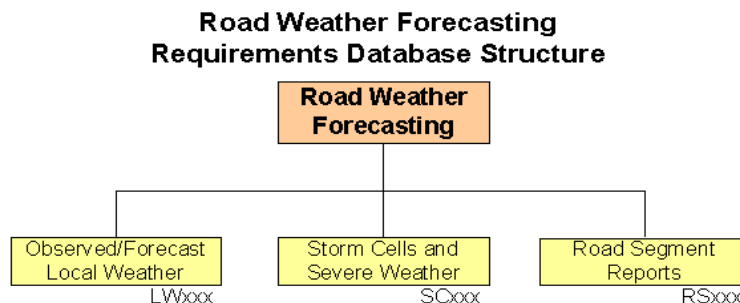 Road Weather Forecasting
Requirements Database Structure
Road Weather
Forecasting
Observed/Forecast
Local Weather
LWxxx
Storm Cells and
Severe Weather
SCxxx
Road Segment
Reports
RSxxx